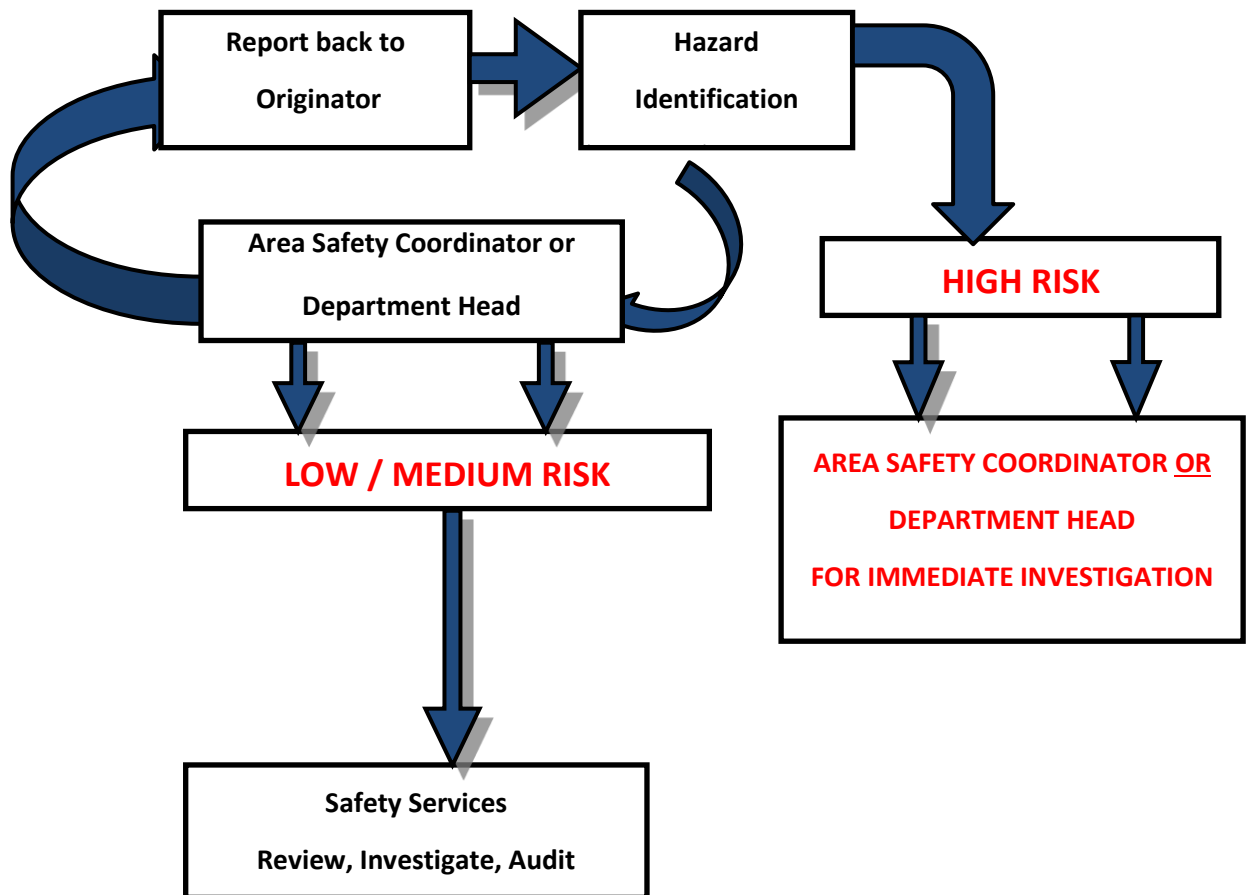 Report back to
Originator
Hazard
Identification
Area Safety Coordinator or
Department Head
HIGH RISK
LOW / MEDIUM RISK
AREA SAFETY COORDINATOR OR
DEPARTMENT HEAD
FOR IMMEDIATE INVESTIGATION
Safety Services
Review, Investigate, Audit